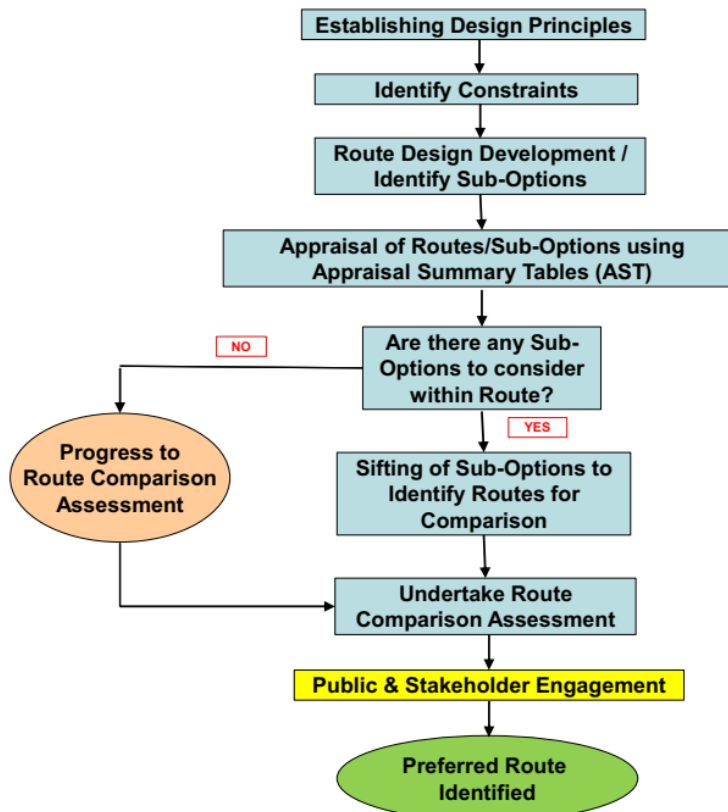 Establishing Design Principles
Identify Constraints
Route Design Development /
Identify Sub-Options
Appraisal of Routes/Sub-Options using
Appraisal Summary Tables (AST)
NO
Are there any Sub-
Options to consider
within Route?
YES
Progress to
Route Comparison
Assessment
Sifting of Sub-Options to
Identify Routes for
Comparison
Undertake Route
Comparison Assessment
Public & Stakeholder Engagement
Preferred Route
Identified